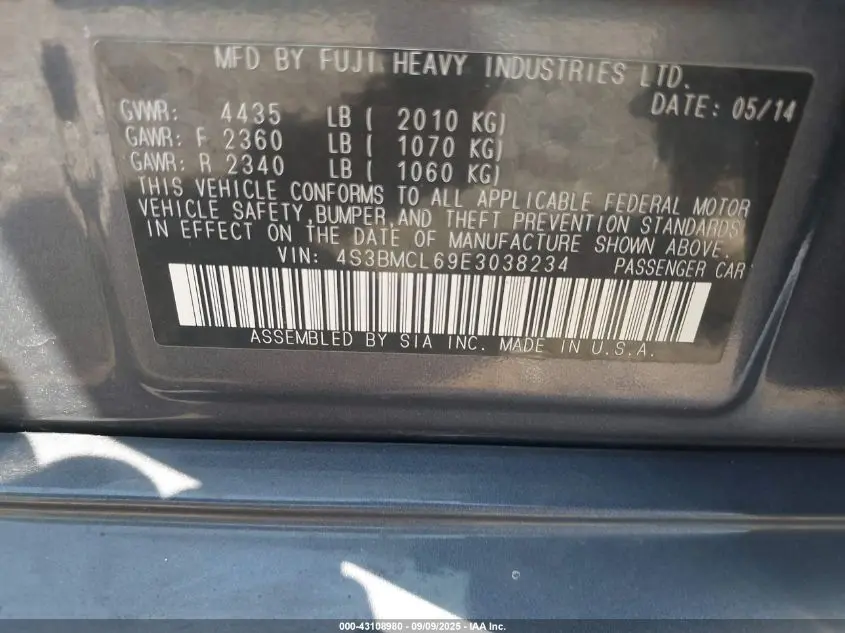 MFD BY FUJI HEAVY INDUSTRIES LTD.
DATE: 05/14
GVWR: 4435 LB ( 2010 KG)
GAWR: F 2360 LB ( 1070 KG)
GAWR: R 2340 LB ( 1060 KG)
THIS VEHICLE CONFORMS TO ALL APPLICABLE FEDERAL MOTOR
VEHICLE SAFETY,BUMPER,AND THEFT PREVENTION STANDARDS
IN EFFECT ON THE DATE OF MANUFACTURE SHOWN ABOVE.
VIN: 4S3BMCL69E3038234 PASSENGER CAR
ASSEMBLED BY SIA INC. MADE IN U.S.A.
000-43108980 - 09/09/2025 - IAA Inc.